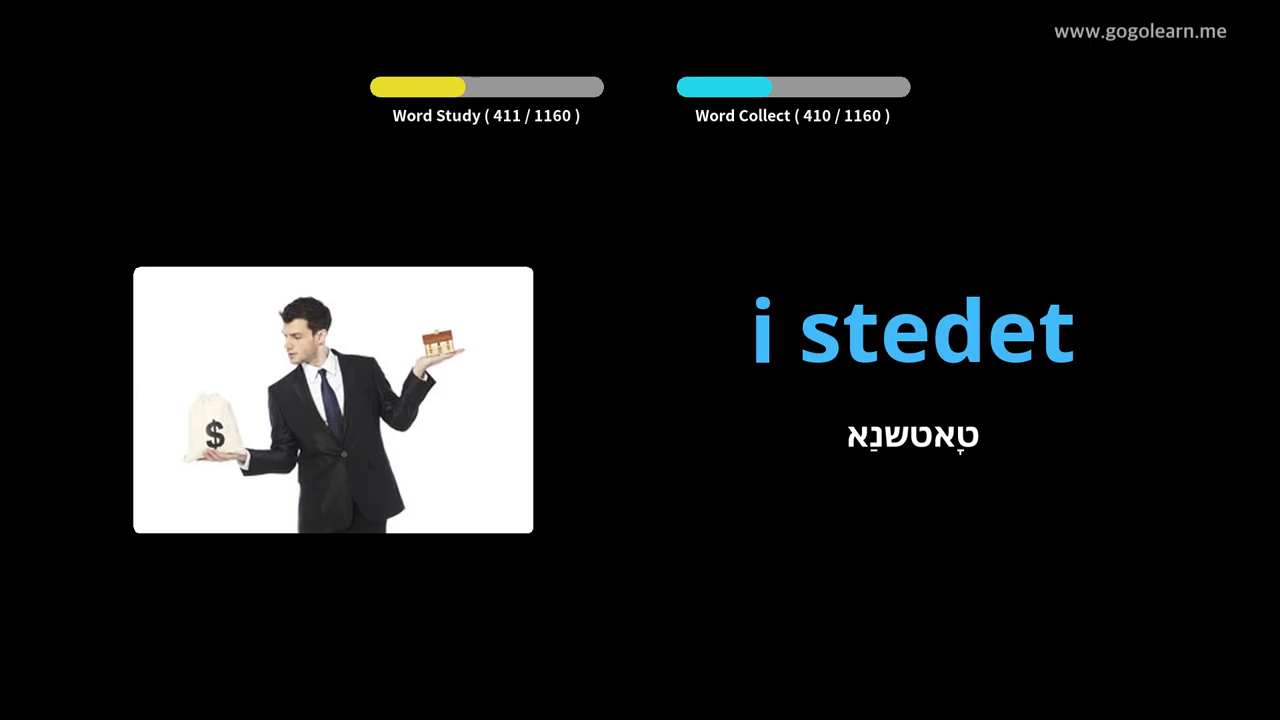 www.gogolearn.me
Word Study ( 411 / 1160 )
Word Collect ( 410 / 1160 )
i stedet
טָאטשנַא
$